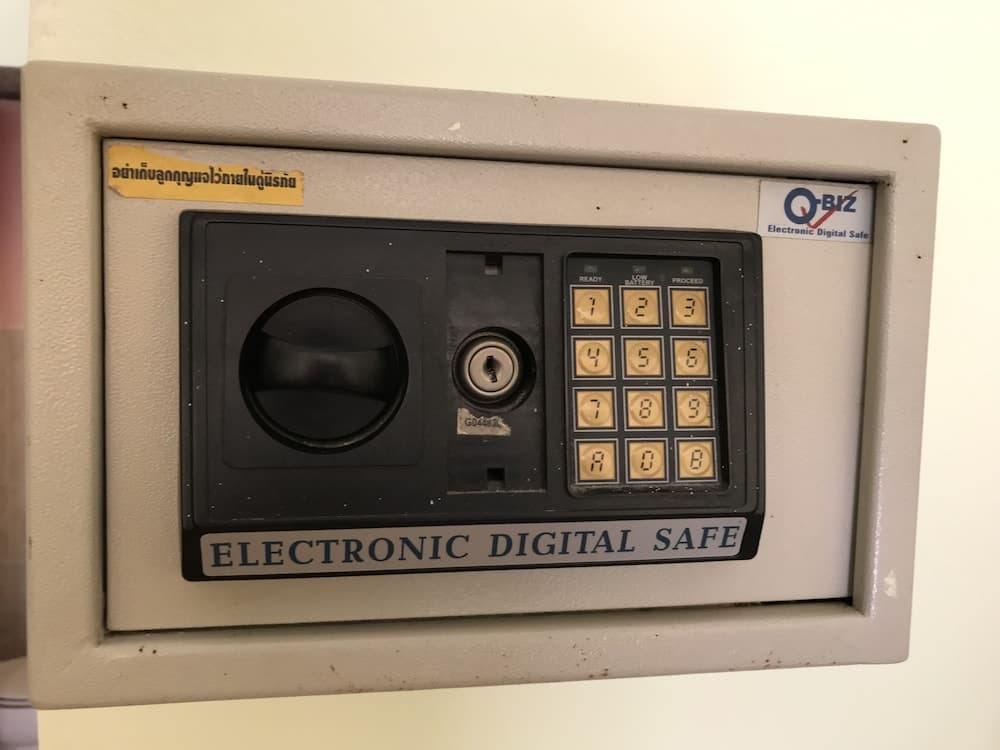 อย่าเก็บลูกกุญแจไว้ภายในตู้นิรภัย
Q-BIZ
Electronic Digital Safe
READY LOW BATTERY PROCEED
1 2 3
4 5 6
7 8 9
A 0 B
ELECTRONIC DIGITAL SAFE